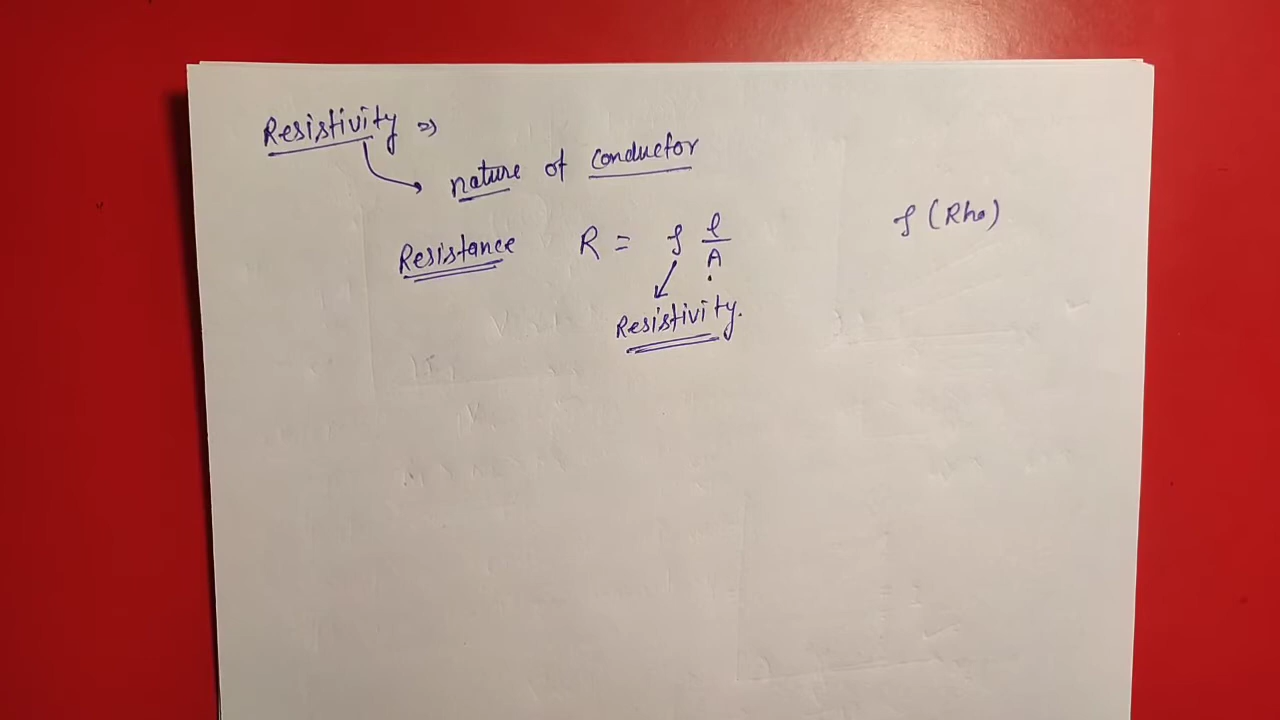 Resistivity ⇒
nature of conductor
Resistance R = ρ l/A
ρ (Rho)
Resistivity.